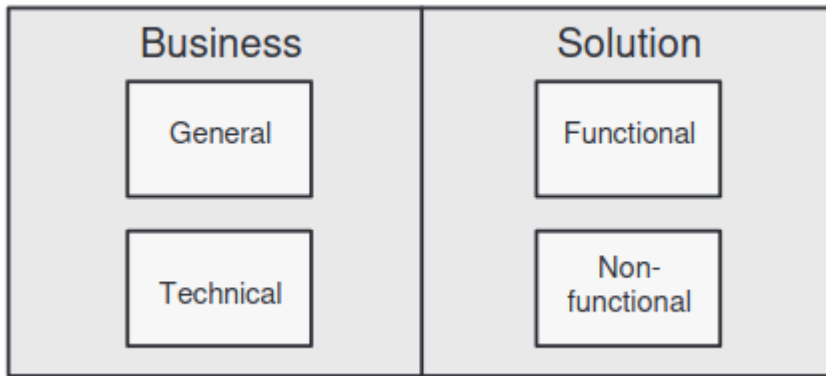 Business
General
Technical
Solution
Functional
Non-
functional